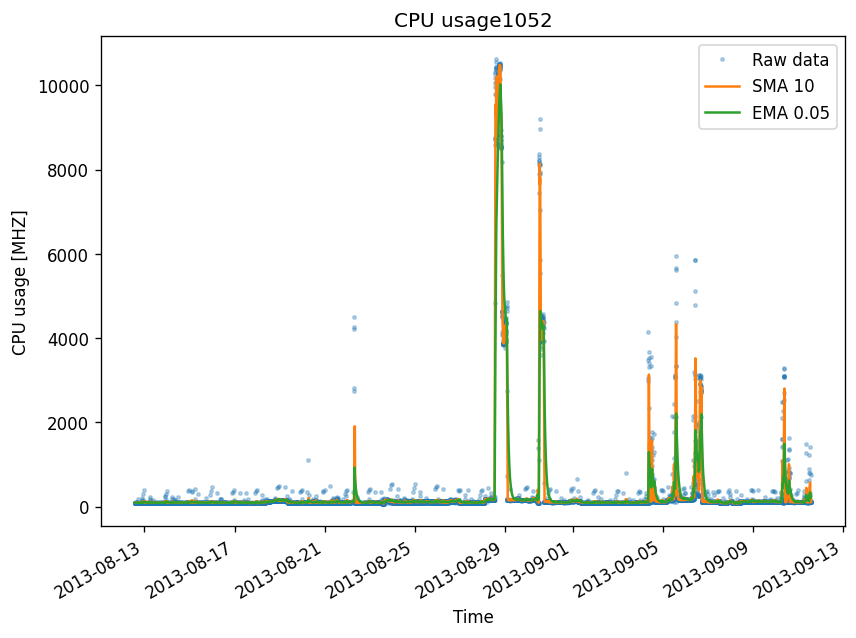 CPU usage1052
Raw data
SMA 10
EMA 0.05
10000
8000
6000
4000
2000
0
CPU usage [MHZ]
2013-08-13
2013-08-17
2013-08-21
2013-08-25
2013-08-29
2013-09-01
2013-09-05
2013-09-09
2013-09-13
Time